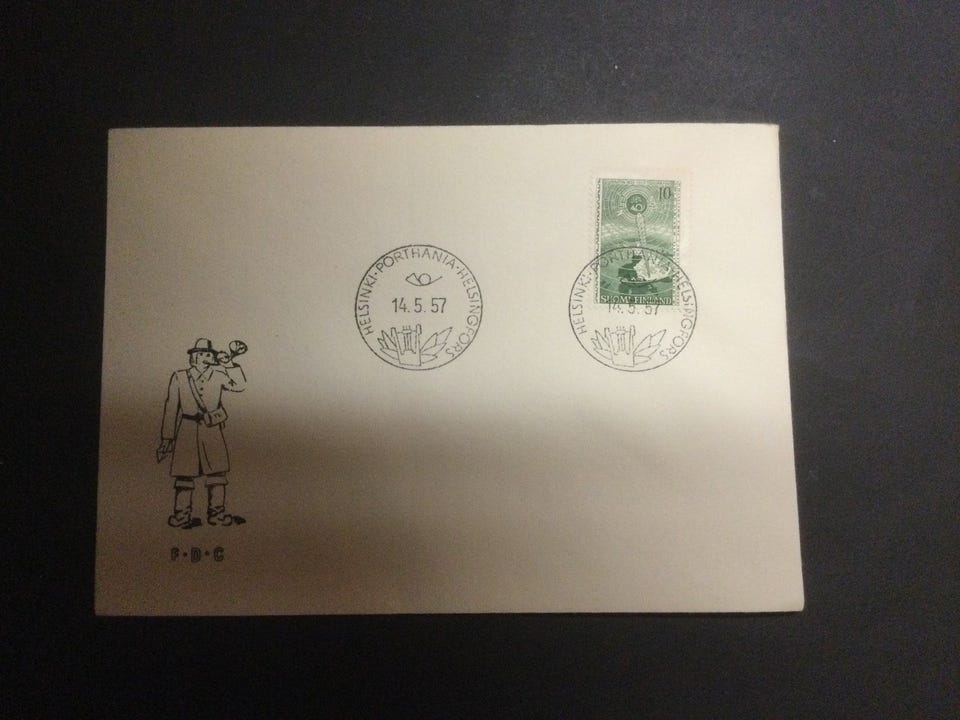 10
SUOMI-FINLAND
HELSINKI·PORTHANIA·HELSINGFORS
14.5.57
HELSINKI·PORTHANIA·HELSINGFORS
14.5.57
F·D·C